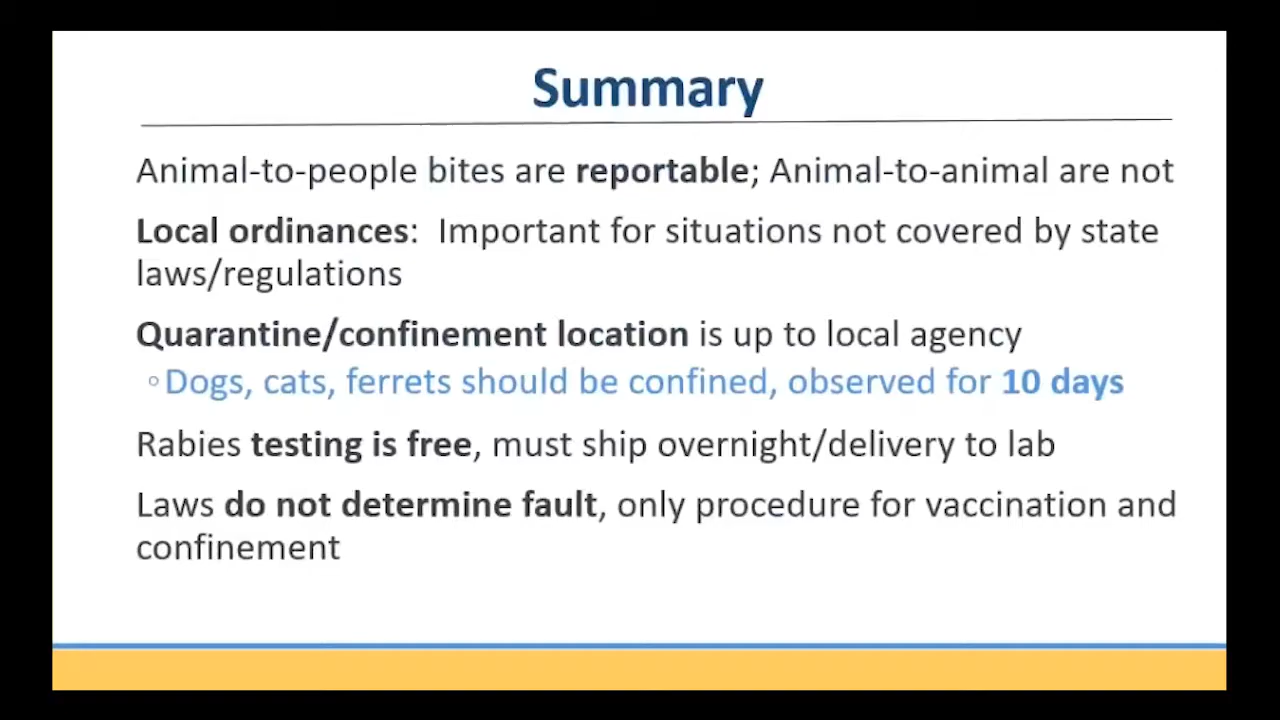 Summary
Animal-to-people bites are reportable; Animal-to-animal are not
Local ordinances:  Important for situations not covered by state
laws/regulations
Quarantine/confinement location is up to local agency
◦Dogs, cats, ferrets should be confined, observed for 10 days
Rabies testing is free, must ship overnight/delivery to lab
Laws do not determine fault, only procedure for vaccination and
confinement